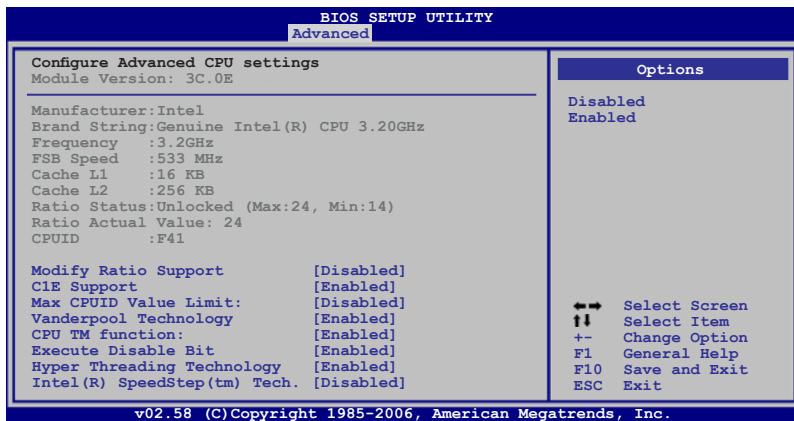 BIOS SETUP UTILITY
Advanced
Configure Advanced CPU settings
Module Version: 3C.0E
Manufacturer:Intel
Brand String:Genuine Intel(R) CPU 3.20GHz
Frequency :3.2GHz
FSB Speed :533 MHz
Cache L1 :16 KB
Cache L2 :256 KB
Ratio Status:Unlocked (Max:24, Min:14)
Ratio Actual Value: 24
CPUID :F41
Modify Ratio Support [Disabled]
C1E Support [Enabled]
Max CPUID Value Limit: [Disabled]
Vanderpool Technology [Enabled]
CPU TM function: [Enabled]
Execute Disable Bit [Enabled]
Hyper Threading Technology [Enabled]
Intel(R) SpeedStep(tm) Tech. [Disabled]
Options
Disabled
Enabled
←→ Select Screen
↑↓ Select Item
+- Change Option
F1 General Help
F10 Save and Exit
ESC Exit
v02.58 (C)Copyright 1985-2006, American Megatrends, Inc.